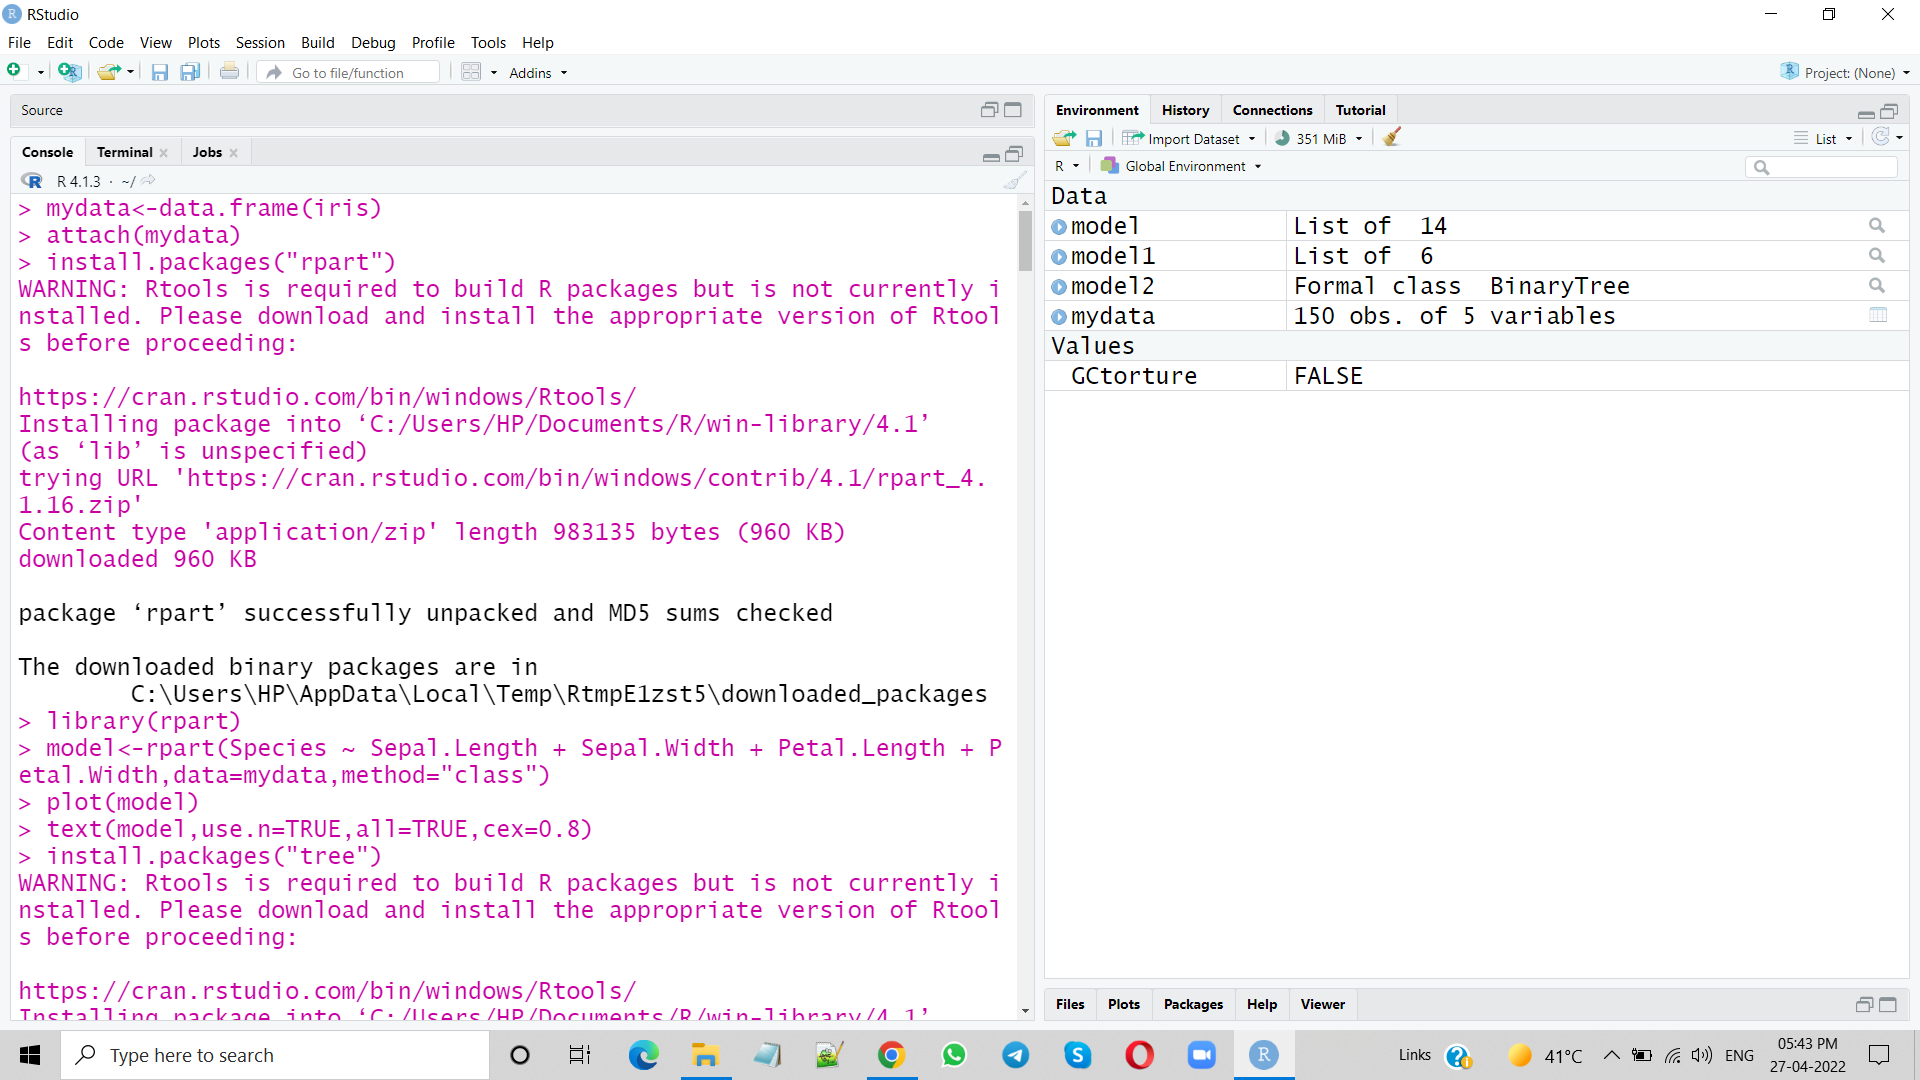 RStudio
File Edit Code View Plots Session Build Debug Profile Tools Help
Go to file/function Addins Project: (None)
Source
Console Terminal Jobs
R 4.1.3 · ~/
> mydata<-data.frame(iris)
> attach(mydata)
> install.packages("rpart")
WARNING: Rtools is required to build R packages but is not currently i
nstalled. Please download and install the appropriate version of Rtool
s before proceeding:
https://cran.rstudio.com/bin/windows/Rtools/
Installing package into ‘C:/Users/HP/Documents/R/win-library/4.1’
(as ‘lib’ is unspecified)
trying URL 'https://cran.rstudio.com/bin/windows/contrib/4.1/rpart_4.
1.16.zip'
Content type 'application/zip' length 983135 bytes (960 KB)
downloaded 960 KB
package ‘rpart’ successfully unpacked and MD5 sums checked
The downloaded binary packages are in
C:\Users\HP\AppData\Local\Temp\RtmpE1zst5\downloaded_packages
> library(rpart)
> model<-rpart(Species ~ Sepal.Length + Sepal.Width + Petal.Length + P
etal.Width,data=mydata,method="class")
> plot(model)
> text(model,use.n=TRUE,all=TRUE,cex=0.8)
> install.packages("tree")
WARNING: Rtools is required to build R packages but is not currently i
nstalled. Please download and install the appropriate version of Rtool
s before proceeding:
https://cran.rstudio.com/bin/windows/Rtools/
Installing package into ‘C:/Users/HP/Documents/R/win-library/4.1’
Environment History Connections Tutorial
Import Dataset 351 MiB List
R Global Environment
Data
model List of 14
model1 List of 6
model2 Formal class BinaryTree
mydata 150 obs. of 5 variables
Values
GCtorture FALSE
Files Plots Packages Help Viewer
Type here to search
Links 41°C ENG
05:43 PM
27-04-2022